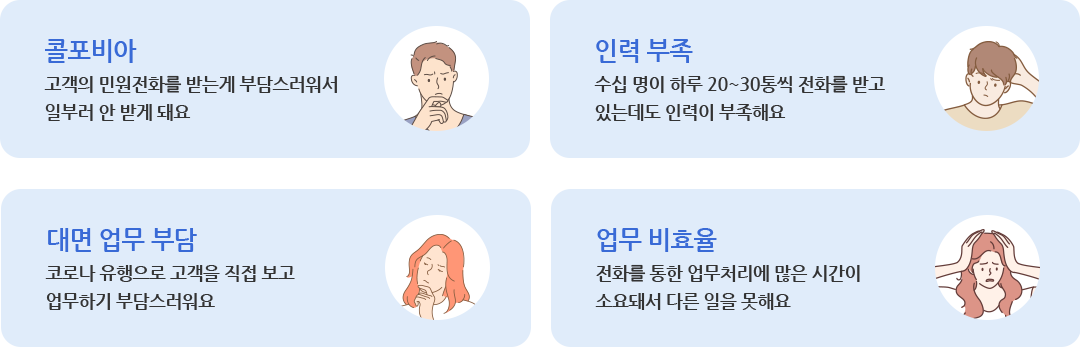 콜포비아
고객의 민원전화를 받는게 부담스러워서
일부러 안 받게 돼요
인력 부족
수십 명이 하루 20~30통씩 전화를 받고
있는데도 인력이 부족해요
대면 업무 부담
코로나 유행으로 고객을 직접 보고
업무하기 부담스러워요
업무 비효율
전화를 통한 업무처리에 많은 시간이
소요돼서 다른 일을 못해요